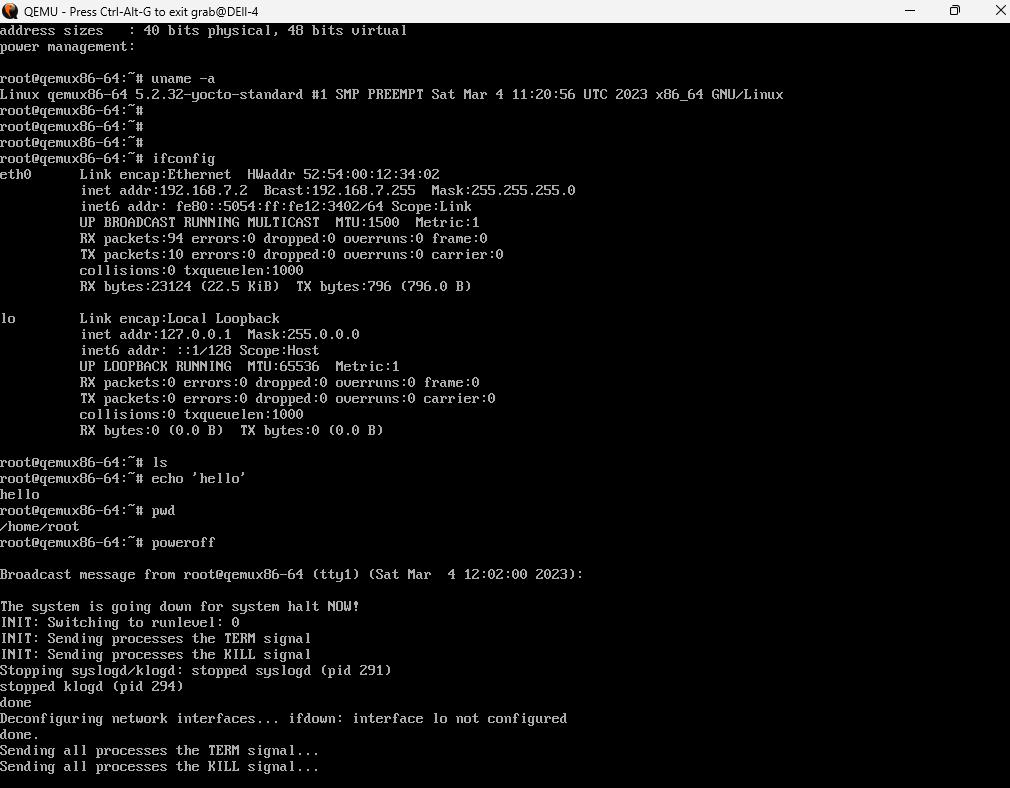 QEMU - Press Ctrl-Alt-G to exit grab@DEll-4
address sizes   : 40 bits physical, 48 bits virtual
power management:
root@qemux86-64:~# uname -a
Linux qemux86-64 5.2.32-yocto-standard #1 SMP PREEMPT Sat Mar 4 11:20:56 UTC 2023 x86_64 GNU/Linux
root@qemux86-64:~#
root@qemux86-64:~#
root@qemux86-64:~#
root@qemux86-64:~# ifconfig
eth0      Link encap:Ethernet  HWaddr 52:54:00:12:34:02
          inet addr:192.168.7.2  Bcast:192.168.7.255  Mask:255.255.255.0
          inet6 addr: fe80::5054:ff:fe12:3402/64 Scope:Link
          UP BROADCAST RUNNING MULTICAST  MTU:1500  Metric:1
          RX packets:94 errors:0 dropped:0 overruns:0 frame:0
          TX packets:10 errors:0 dropped:0 overruns:0 carrier:0
          collisions:0 txqueuelen:1000
          RX bytes:23124 (22.5 KiB)  TX bytes:796 (796.0 B)
lo        Link encap:Local Loopback
          inet addr:127.0.0.1  Mask:255.0.0.0
          inet6 addr: ::1/128 Scope:Host
          UP LOOPBACK RUNNING  MTU:65536  Metric:1
          RX packets:0 errors:0 dropped:0 overruns:0 frame:0
          TX packets:0 errors:0 dropped:0 overruns:0 carrier:0
          collisions:0 txqueuelen:1000
          RX bytes:0 (0.0 B)  TX bytes:0 (0.0 B)
root@qemux86-64:~# ls
root@qemux86-64:~# echo 'hello'
hello
root@qemux86-64:~# pwd
/home/root
root@qemux86-64:~# poweroff
Broadcast message from root@qemux86-64 (tty1) (Sat Mar  4 12:02:00 2023):
The system is going down for system halt NOW!
INIT: Switching to runlevel: 0
INIT: Sending processes the TERM signal
INIT: Sending processes the KILL signal
Stopping syslogd/klogd: stopped syslogd (pid 291)
stopped klogd (pid 294)
done
Deconfiguring network interfaces... ifdown: interface lo not configured
done.
Sending all processes the TERM signal...
Sending all processes the KILL signal...